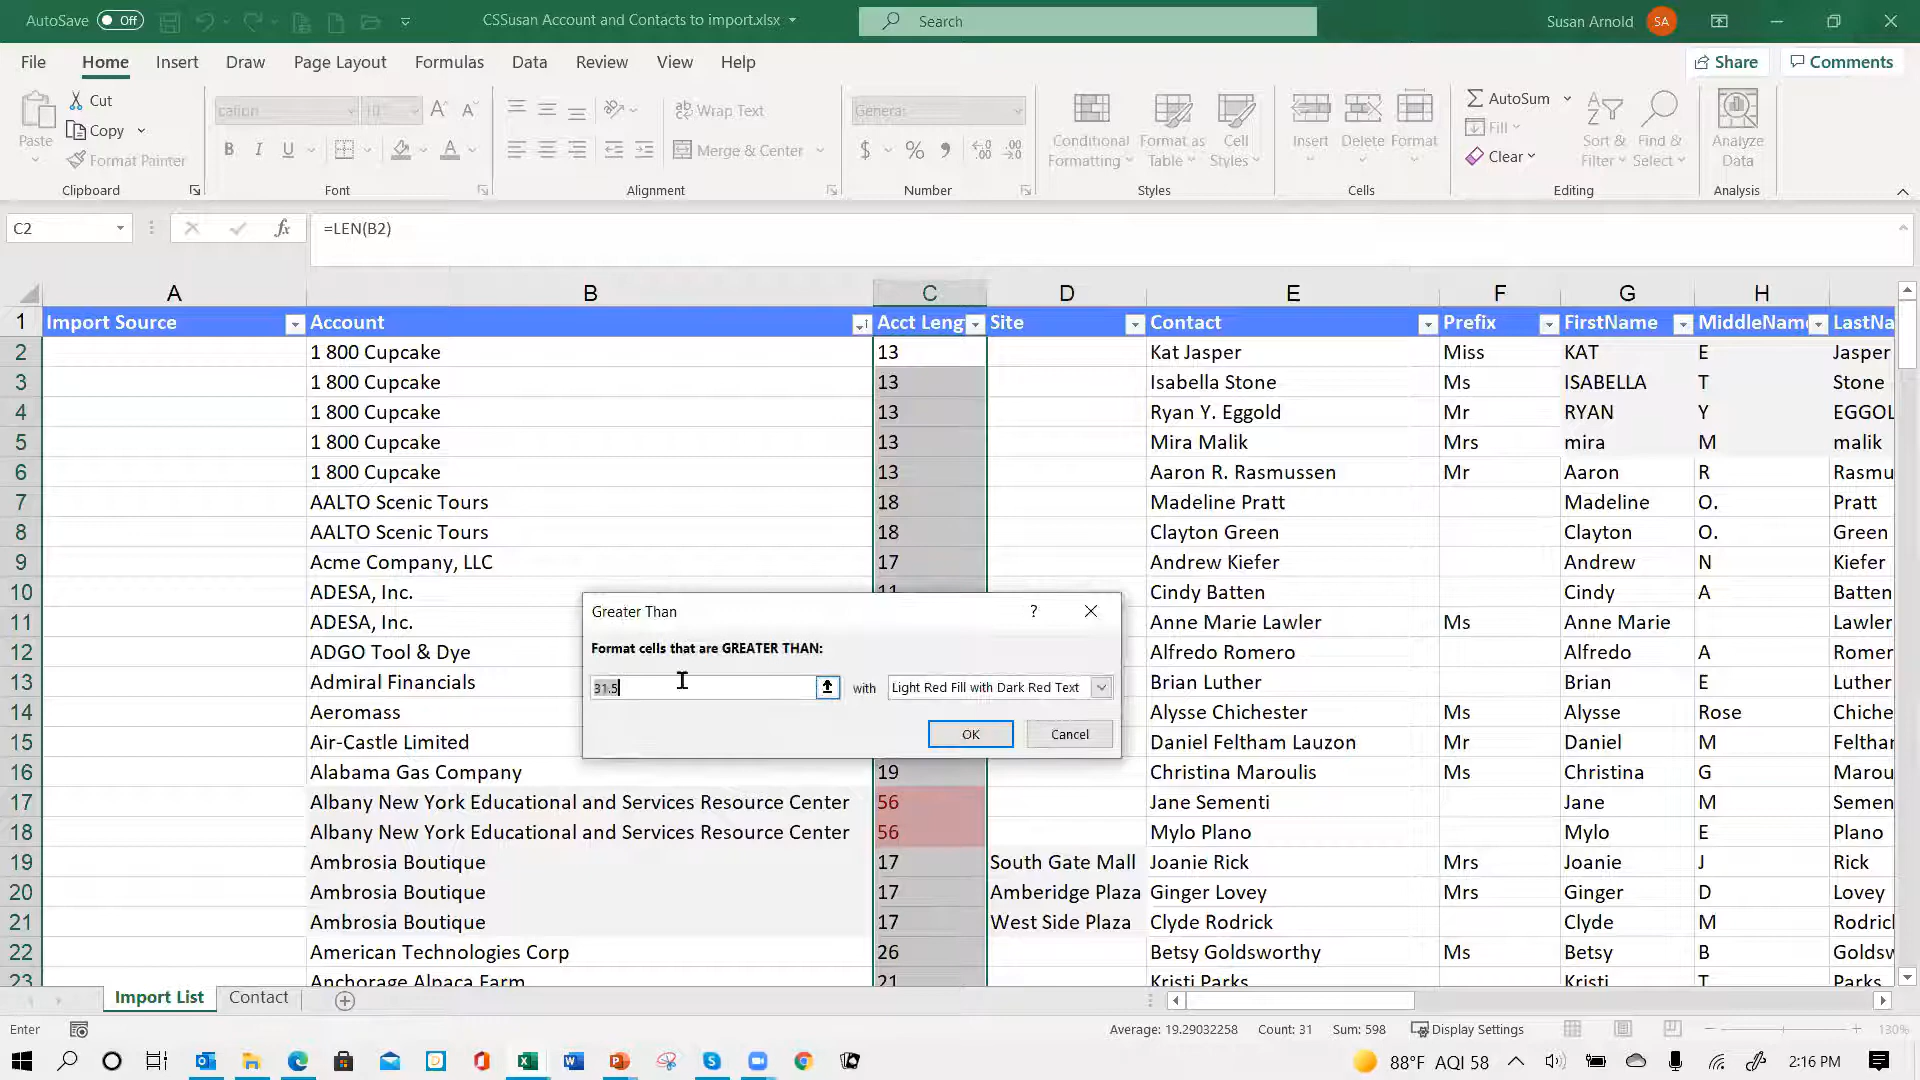 AutoSave Off CSSusan Account and Contacts to import.xlsx Search Susan Arnold SA
File Home Insert Draw Page Layout Formulas Data Review View Help Share Comments
Paste Cut Copy Format Painter Clipboard
cation 10 B I U Font
ab Wrap Text Merge & Center Alignment
General $ % Number
Conditional Formatting Format as Table Cell Styles Styles
Insert Delete Format Cells
AutoSum Fill Clear Sort & Filter Find & Select Editing
Analyze Data Analysis
C2 fx =LEN(B2)
A B C D E F G H
1 Import Source Account Acct Leng Site Contact Prefix FirstName MiddleNam LastNa
2 1 800 Cupcake 13 Kat Jasper Miss KAT E Jasper
3 1 800 Cupcake 13 Isabella Stone Ms ISABELLA T Stone
4 1 800 Cupcake 13 Ryan Y. Eggold Mr RYAN Y EGGOL
5 1 800 Cupcake 13 Mira Malik Mrs mira M malik
6 1 800 Cupcake 13 Aaron R. Rasmussen Mr Aaron R Rasmu
7 AALTO Scenic Tours 18 Madeline Pratt Madeline O. Pratt
8 AALTO Scenic Tours 18 Clayton Green Clayton O. Green
9 Acme Company, LLC 17 Andrew Kiefer Andrew N Kiefer
10 ADESA, Inc. 11 Cindy Batten Cindy A Batten
11 ADESA, Inc. Anne Marie Lawler Ms Anne Marie Lawler
12 ADGO Tool & Dye Alfredo Romero Alfredo A Romer
13 Admiral Financials Brian Luther Brian E Luther
14 Aeromass Alysse Chichester Ms Alysse Rose Chiche
15 Air-Castle Limited Daniel Feltham Lauzon Mr Daniel M Feltha
16 Alabama Gas Company 19 Christina Maroulis Ms Christina G Marou
17 Albany New York Educational and Services Resource Center 56 Jane Sementi Jane M Semen
18 Albany New York Educational and Services Resource Center 56 Mylo Plano Mylo E Plano
19 Ambrosia Boutique 17 South Gate Mall Joanie Rick Mrs Joanie J Rick
20 Ambrosia Boutique 17 Amberidge Plaza Ginger Lovey Mrs Ginger D Lovey
21 Ambrosia Boutique 17 West Side Plaza Clyde Rodrick Clyde M Rodric
22 American Technologies Corp 26 Betsy Goldsworthy Ms Betsy B Goldsw
23 Anchorage Alpaca Farm 21 Kristi Parks Kristi T Parks
Greater Than ?
Format cells that are GREATER THAN:
31.5 with Light Red Fill with Dark Red Text
OK Cancel
Import List Contact
Enter Average: 19.29032258 Count: 31 Sum: 598 Display Settings 130%
88°F AQI 58 2:16 PM